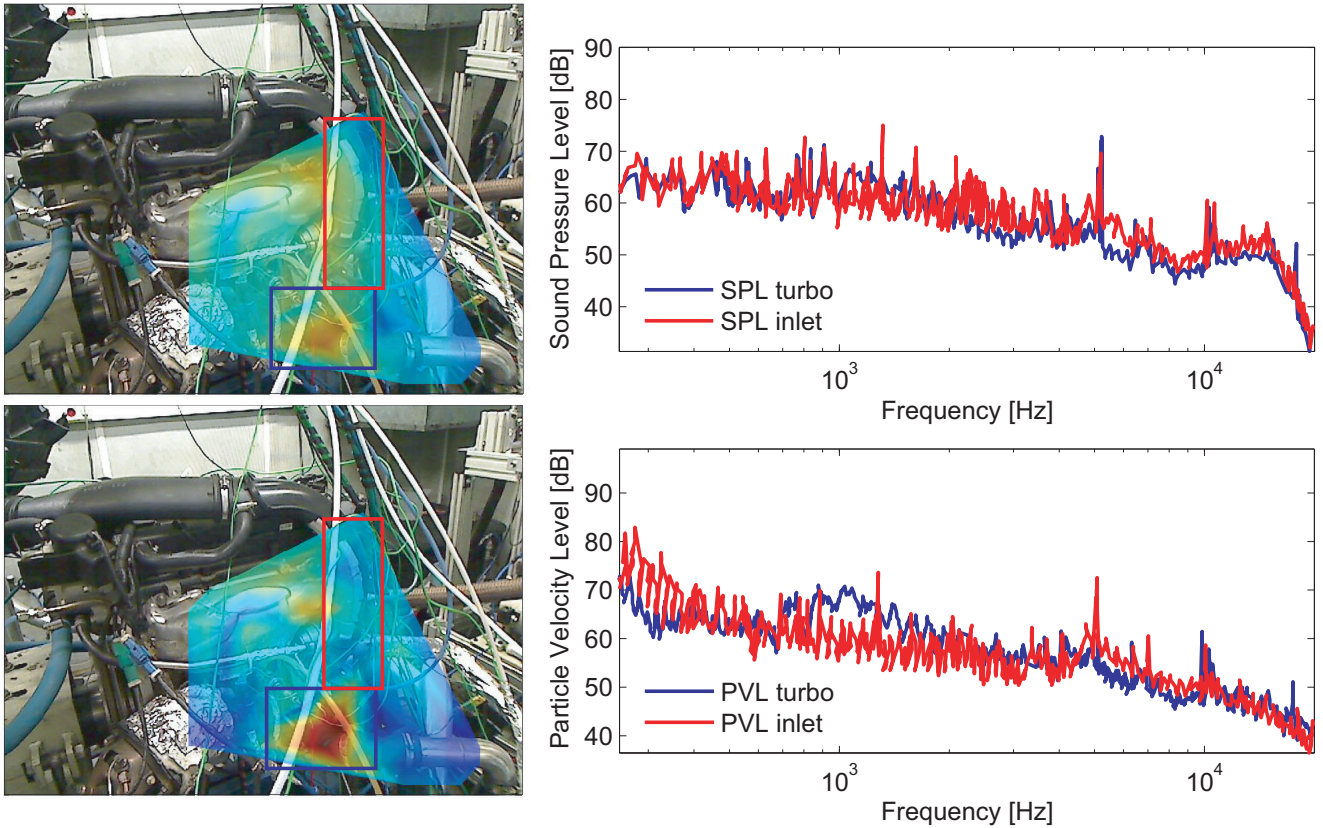 90
80
70
60
50
40
Sound Pressure Level [dB]
SPL turbo
SPL inlet
10³
10⁴
Frequency [Hz]
90
80
70
60
50
40
Particle Velocity Level [dB]
PVL turbo
PVL inlet
10³
10⁴
Frequency [Hz]